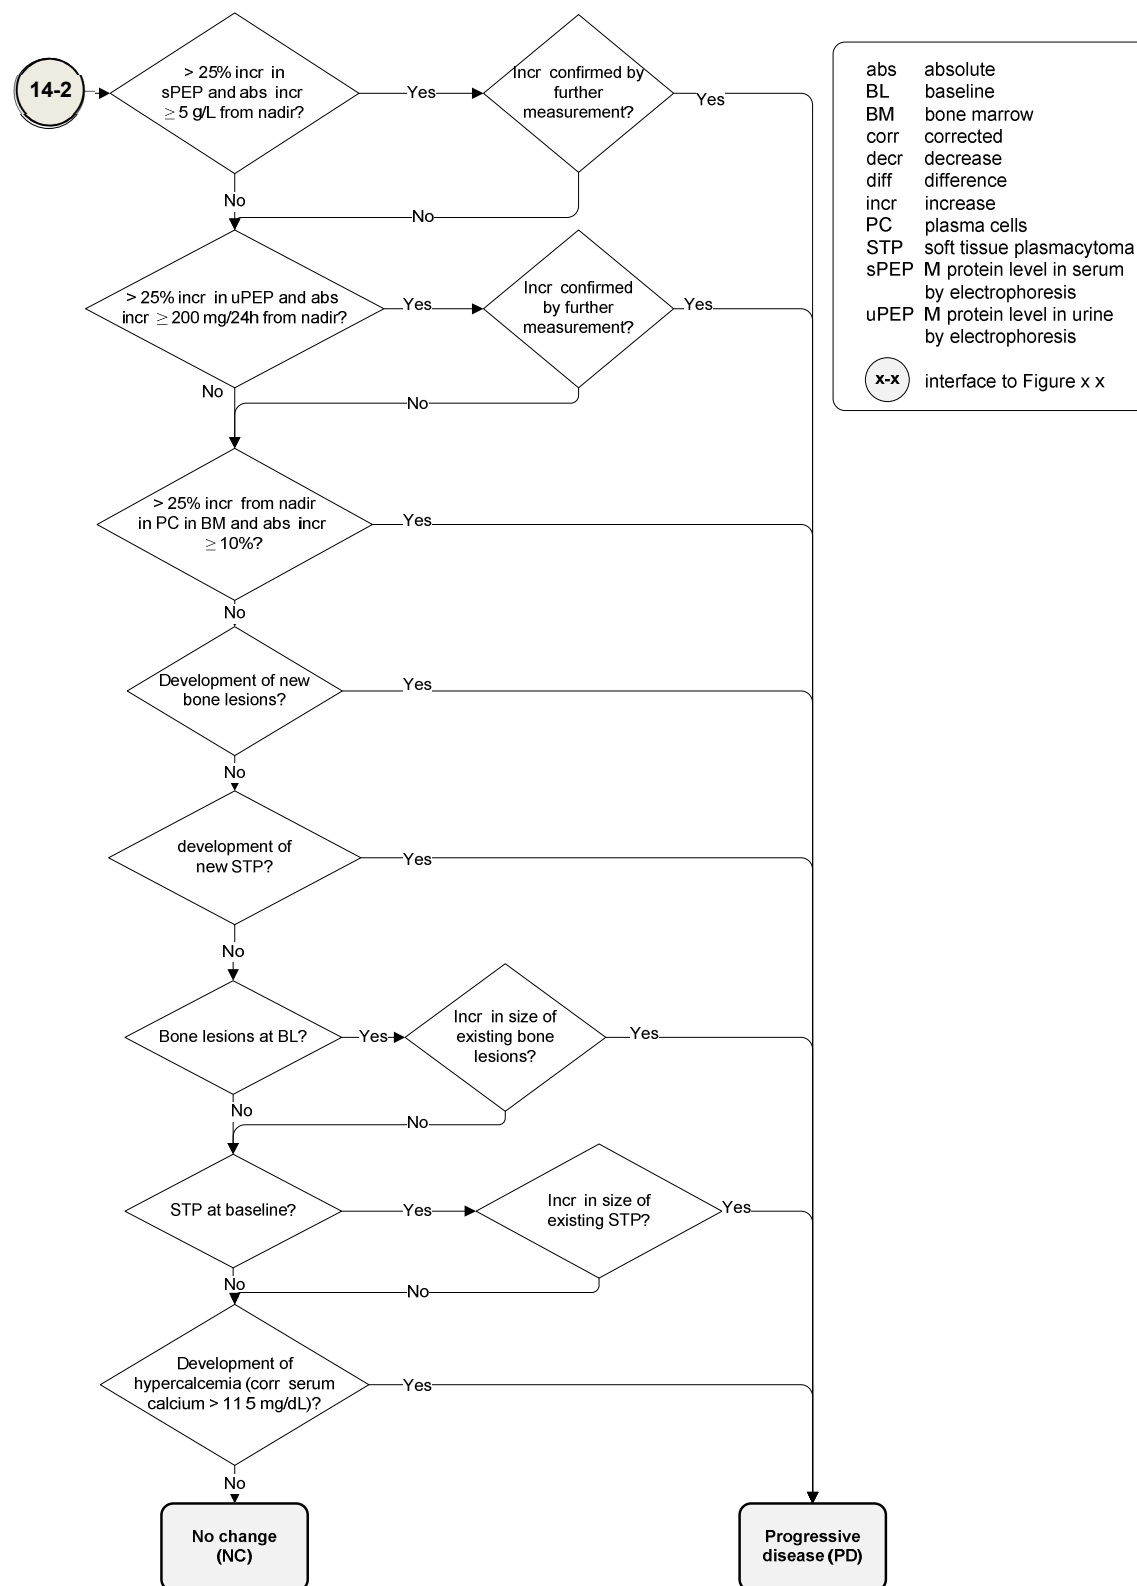 14-2
> 25% incr in
sPEP and abs incr
≥ 5 g/L from nadir?
Yes
Incr confirmed by
further
measurement?
Yes
No
No
> 25% incr in uPEP and abs
incr ≥ 200 mg/24h from nadir?
Yes
Incr confirmed
by further
measurement?
Yes
No
No
> 25% incr from nadir
in PC in BM and abs incr
≥ 10%?
Yes
No
Development of new
bone lesions?
Yes
No
development of
new STP?
Yes
No
Bone lesions at BL?
Yes
Incr in size of
existing bone
lesions?
Yes
No
No
STP at baseline?
Yes
Incr in size of
existing STP?
Yes
No
No
Development of
hypercalcemia (corr serum
calcium > 11 5 mg/dL)?
Yes
No
No change
(NC)
Progressive
disease (PD)
abs absolute
BL baseline
BM bone marrow
corr corrected
decr decrease
diff difference
incr increase
PC plasma cells
STP soft tissue plasmacytoma
sPEP M protein level in serum
by electrophoresis
uPEP M protein level in urine
by electrophoresis
x-x interface to Figure x x